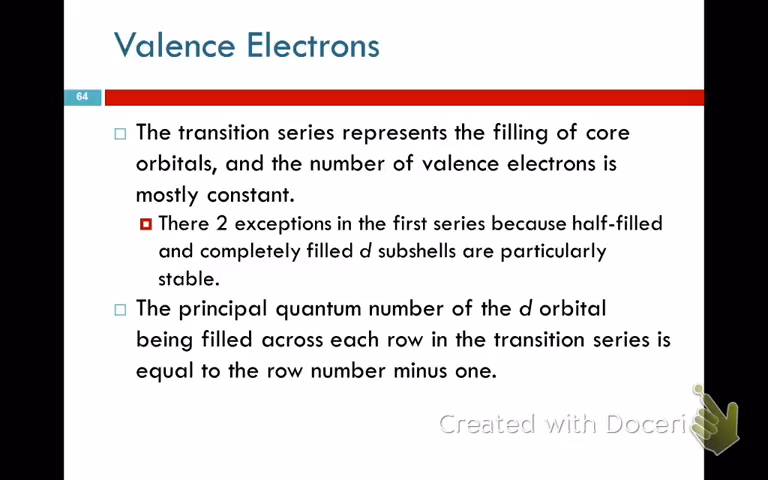 Valence Electrons
64
The transition series represents the filling of core
orbitals, and the number of valence electrons is
mostly constant.
There 2 exceptions in the first series because half-filled
and completely filled d subshells are particularly
stable.
The principal quantum number of the d orbital
being filled across each row in the transition series is
equal to the row number minus one.
Created with Doceri